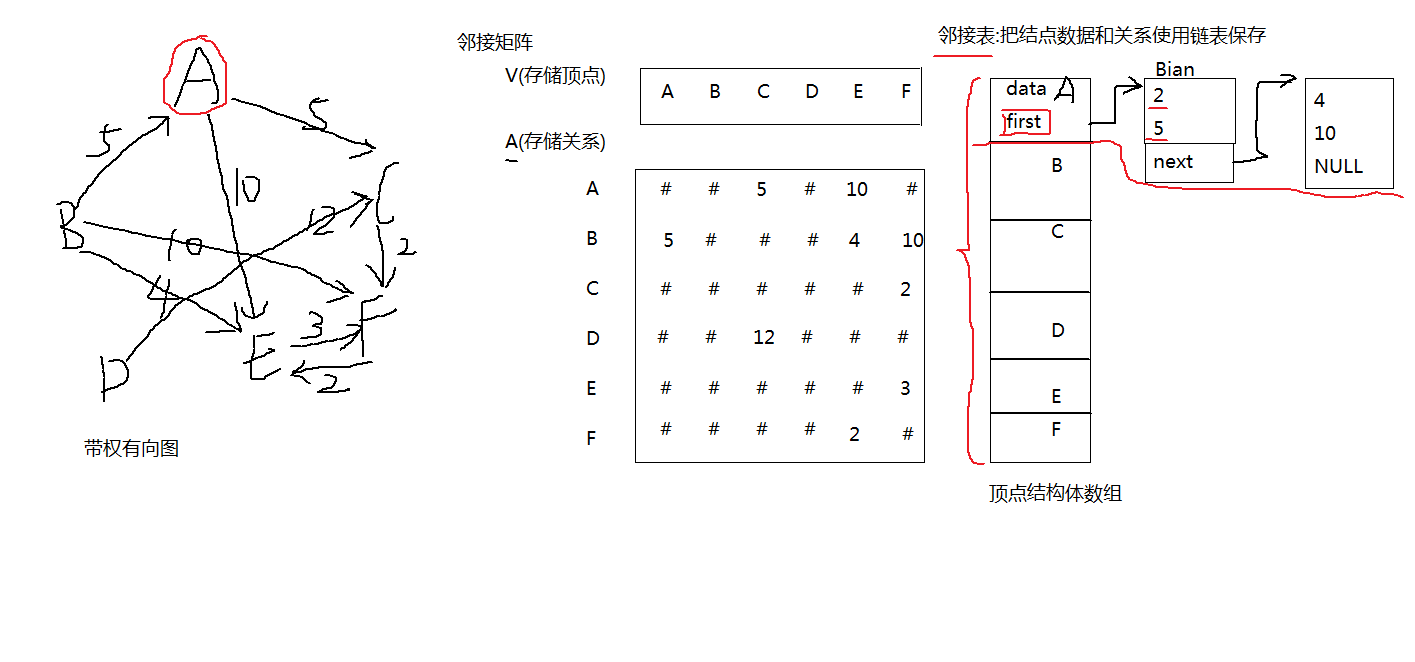 A
5
5
10
B
C
12
10
2
4
3
F
E
2
D
带权有向图
邻接矩阵
V(存储顶点)
A B C D E F
A(存储关系)
A # # 5 # 10 #
B 5 # # # 4 10
C # # # # # 2
D # # 12 # # #
E # # # # # 3
F # # # # 2 #
邻接表:把结点数据和关系使用链表保存
data A
first
B
C
D
E
F
顶点结构体数组
Bian
2
5
next
4
10
NULL